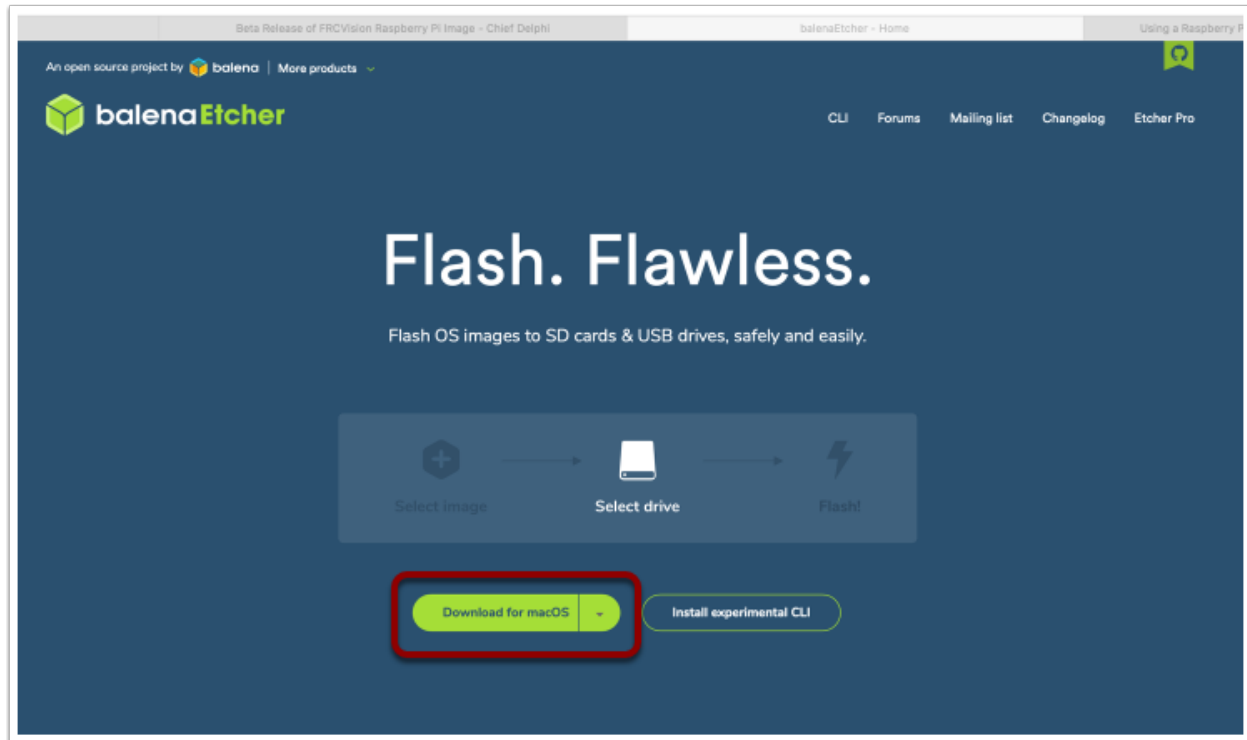 Beta Release of FRCVision Raspberry Pi Image - Chief Delphi
balenaEtcher - Home
Using a Raspberry P
An open source project by balena | More products
balenaEtcher
CLI Forums Mailing list Changelog Etcher Pro
Flash. Flawless.
Flash OS images to SD cards & USB drives, safely and easily.
Select image Select drive Flash!
Download for macOS Install experimental CLI